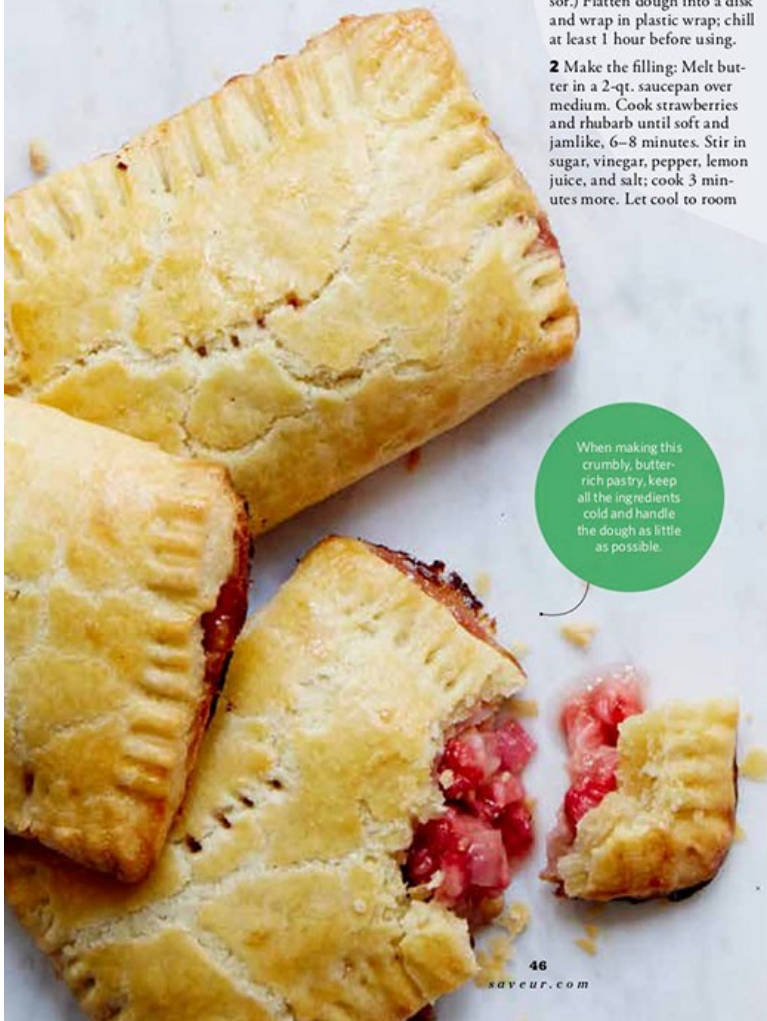 sor.) Flatten dough into a disk
and wrap in plastic wrap; chill
at least 1 hour before using.
2 Make the filling: Melt but-
ter in a 2-qt. saucepan over
medium. Cook strawberries
and rhubarb until soft and
jamlike, 6–8 minutes. Stir in
sugar, vinegar, pepper, lemon
juice, and salt; cook 3 min-
utes more. Let cool to room
When making this
crumbly, butter-
rich pastry, keep
all the ingredients
cold and handle
the dough as little
as possible.
46
saveur.com